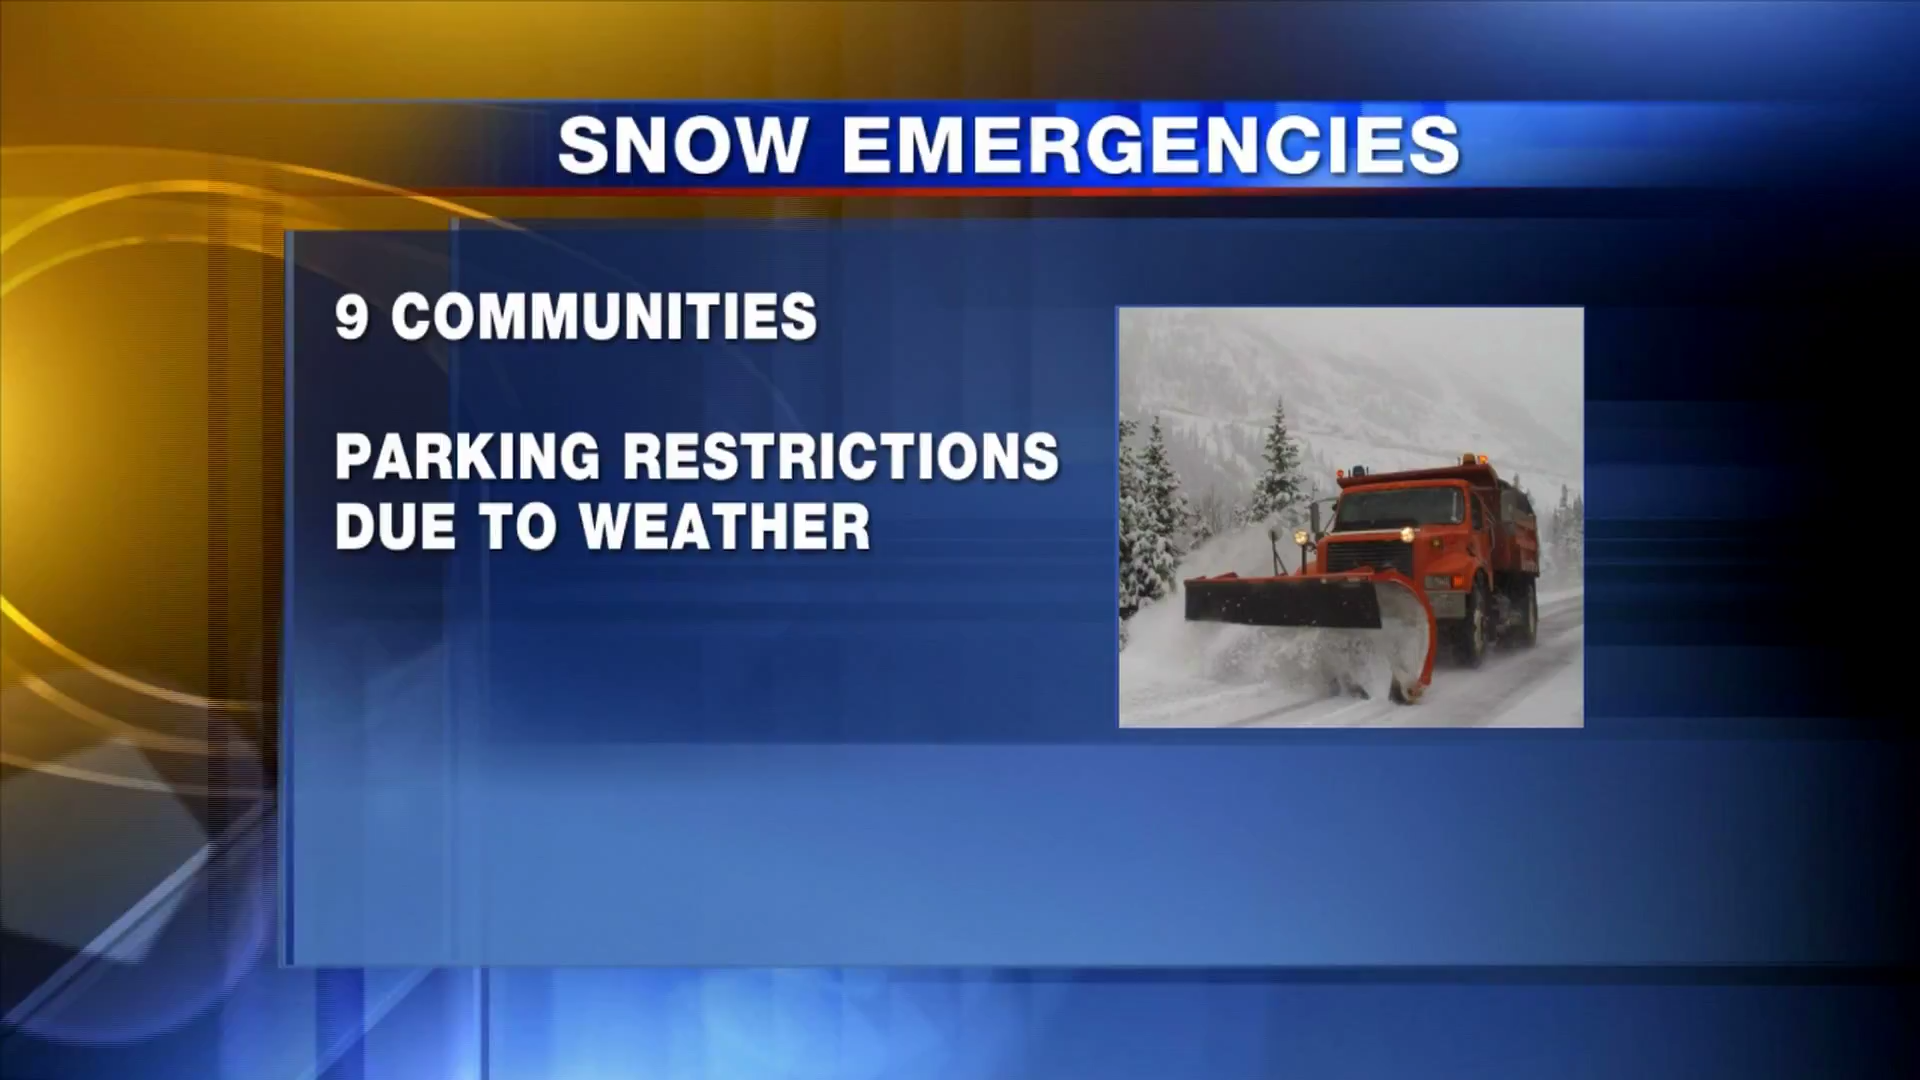 SNOW EMERGENCIES
9 COMMUNITIES
PARKING RESTRICTIONS
DUE TO WEATHER